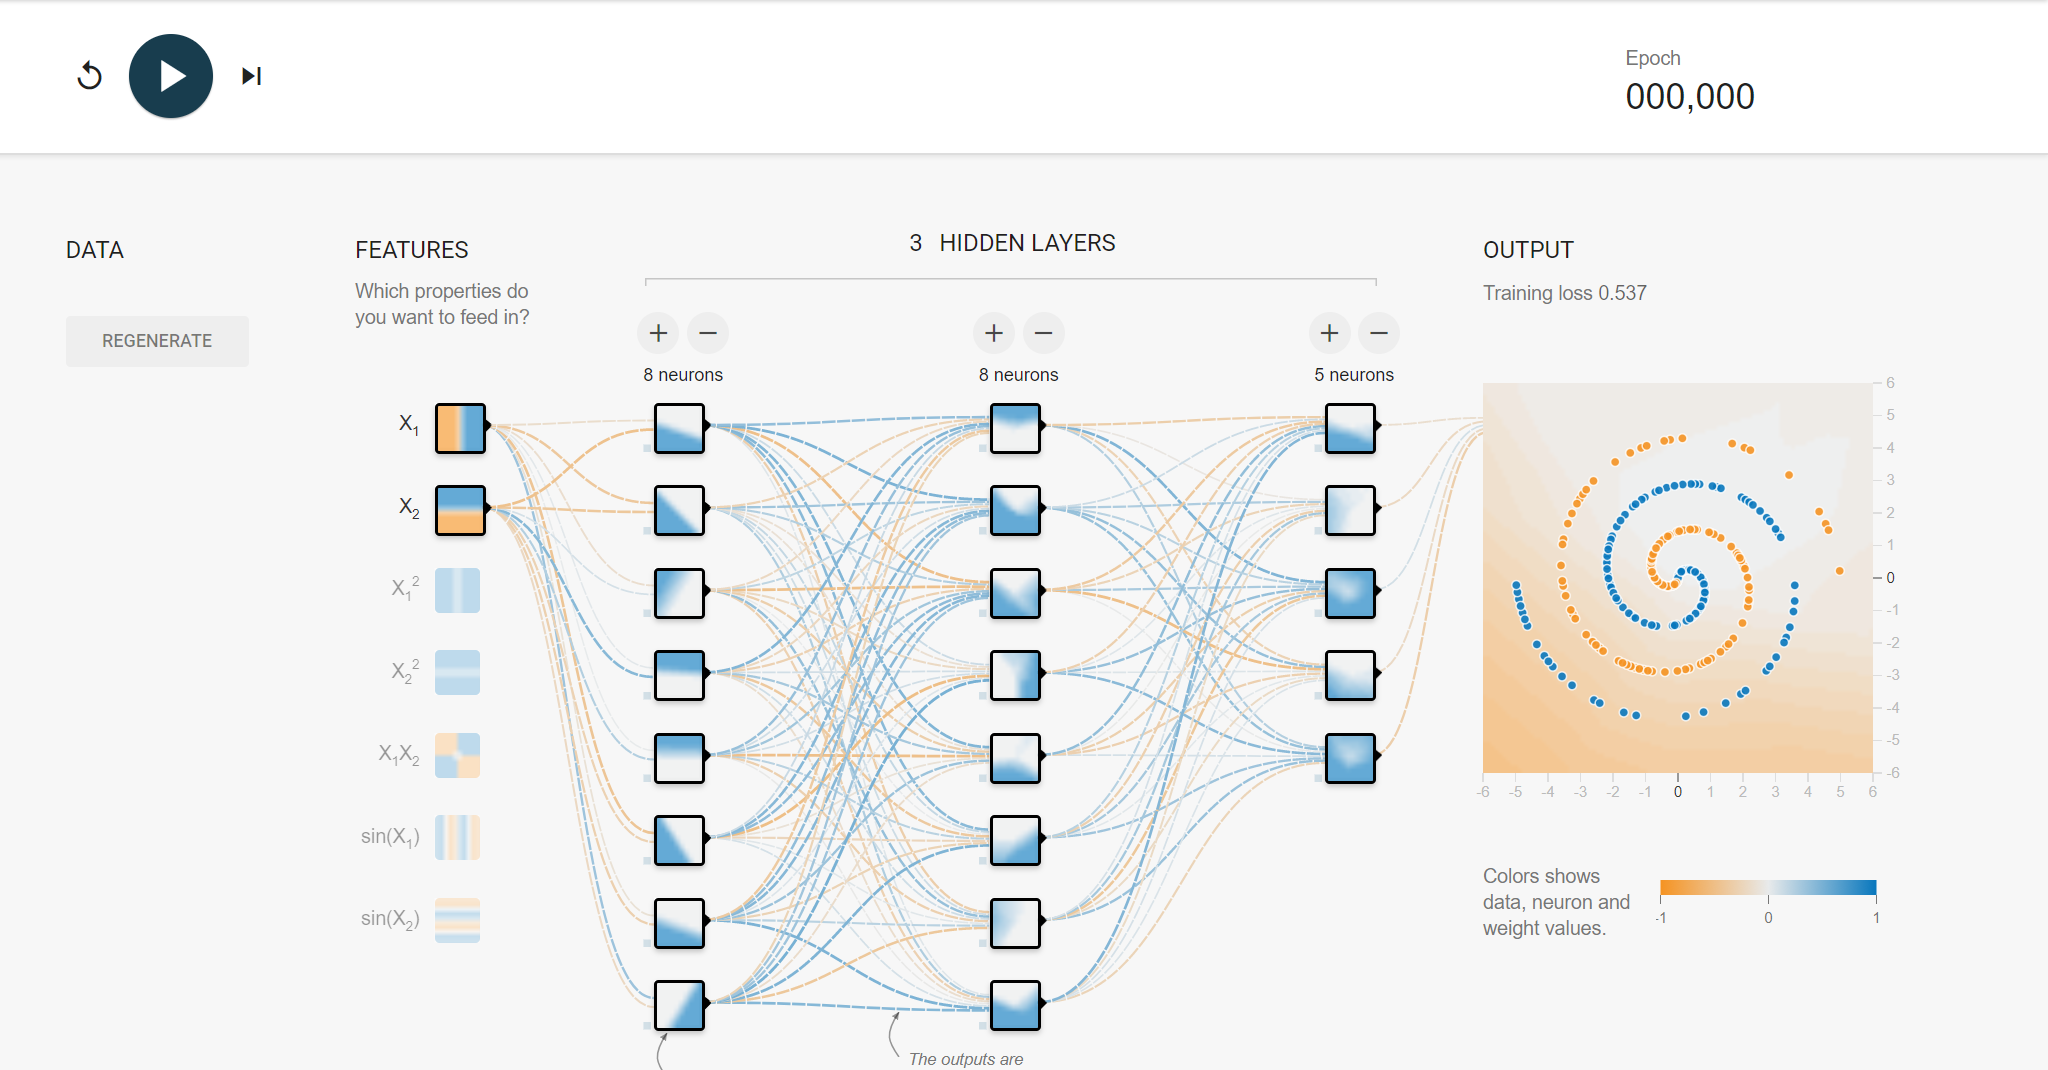 Epoch
000,000
DATA
REGENERATE
FEATURES
Which properties do
you want to feed in?
X1
X2
X1²
X2²
X1X2
sin(X1)
sin(X2)
3 HIDDEN LAYERS
+ −
8 neurons
+ −
8 neurons
+ −
5 neurons
The outputs are
OUTPUT
Training loss 0.537
6
5
4
3
2
1
0
-1
-2
-3
-4
-5
-6
-6 -5 -4 -3 -2 -1 0 1 2 3 4 5 6
Colors shows
data, neuron and
weight values.
-1 0 1